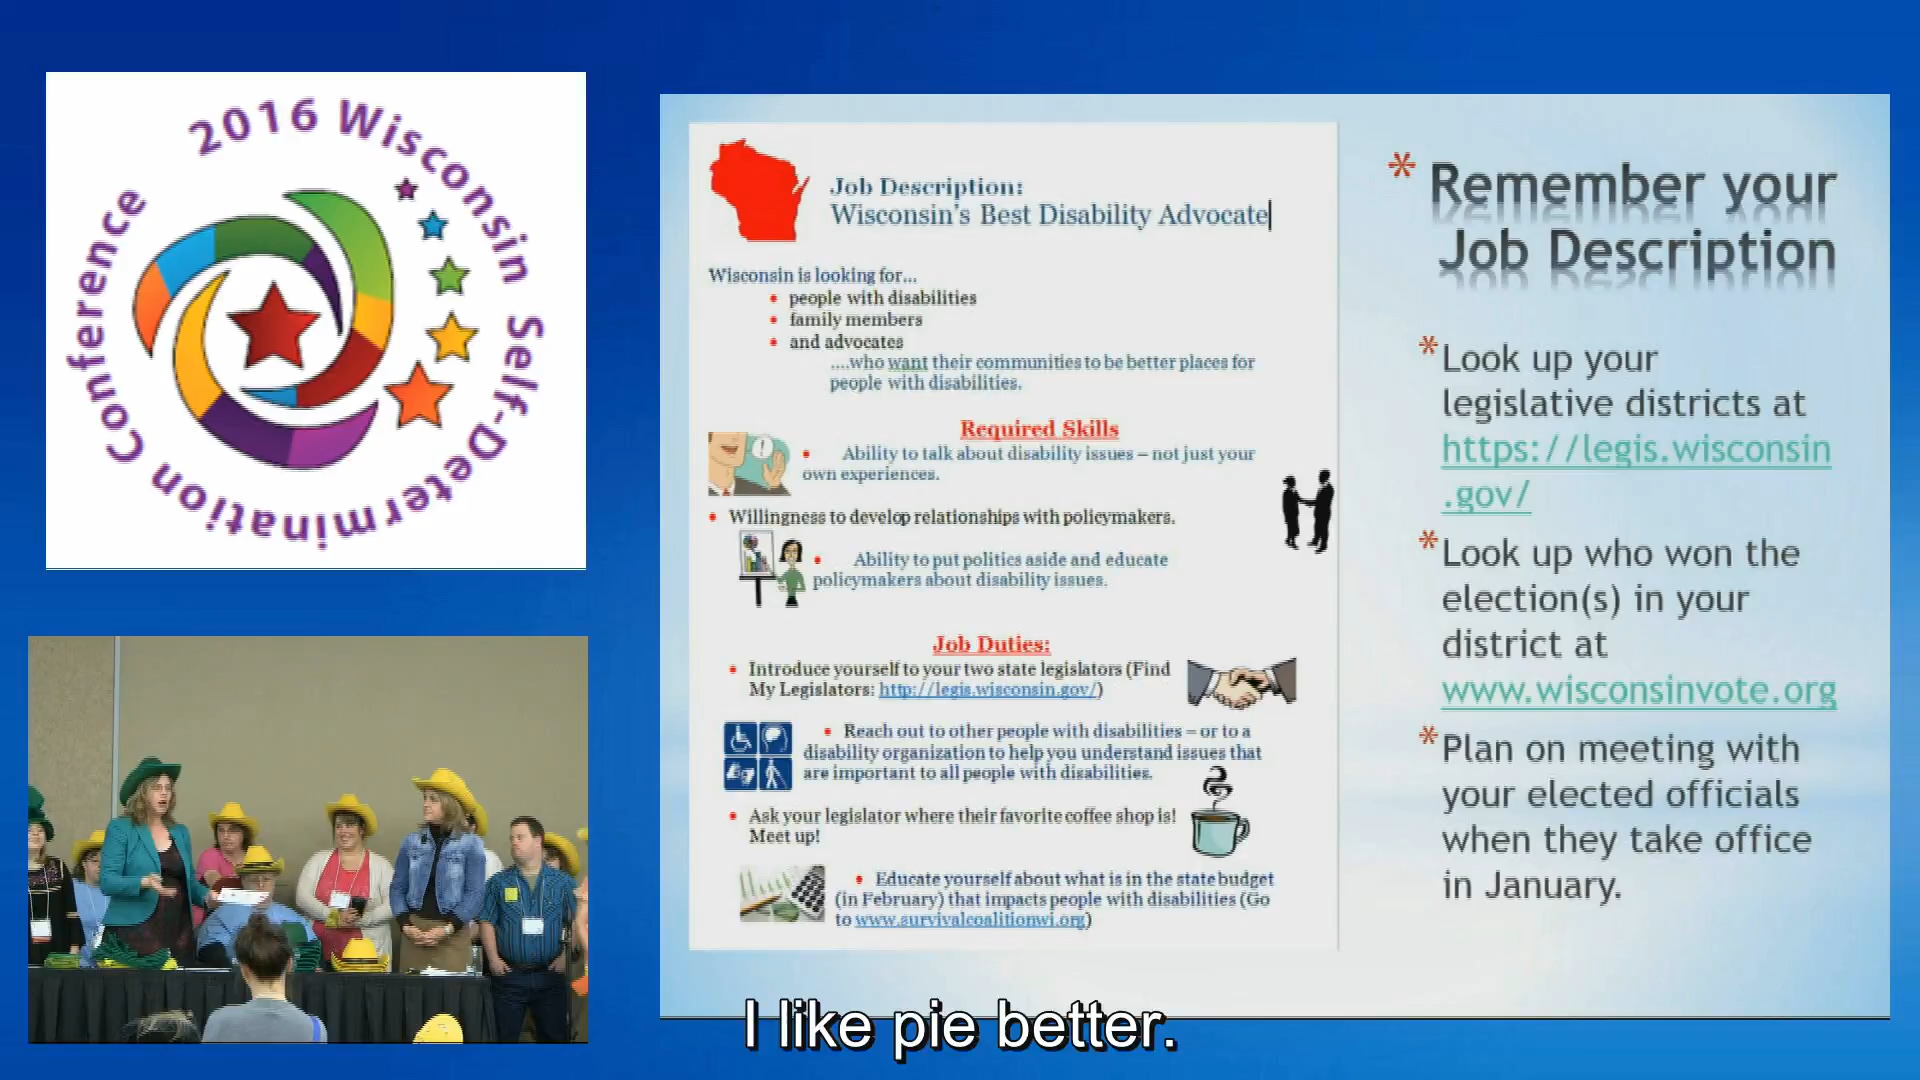 2016 Wisconsin Self-Determination Conference
Job Description:
Wisconsin's Best Disability Advocate
Wisconsin is looking for...
• people with disabilities
• family members
• and advocates
....who want their communities to be better places for
people with disabilities.
Required Skills
• Ability to talk about disability issues – not just your
own experiences.
• Willingness to develop relationships with policymakers.
• Ability to put politics aside and educate
policymakers about disability issues.
Job Duties:
• Introduce yourself to your two state legislators (Find
My Legislators: http://legis.wisconsin.gov/)
• Reach out to other people with disabilities – or to a
disability organization to help you understand issues that
are important to all people with disabilities.
• Ask your legislator where their favorite coffee shop is!
Meet up!
• Educate yourself about what is in the state budget
(in February) that impacts people with disabilities (Go
to www.survivalcoalitionwi.org)
* Remember your
Job Description
* Look up your
legislative districts at
https://legis.wisconsin
.gov/
* Look up who won the
election(s) in your
district at
www.wisconsinvote.org
* Plan on meeting with
your elected officials
when they take office
in January.
I like pie better.